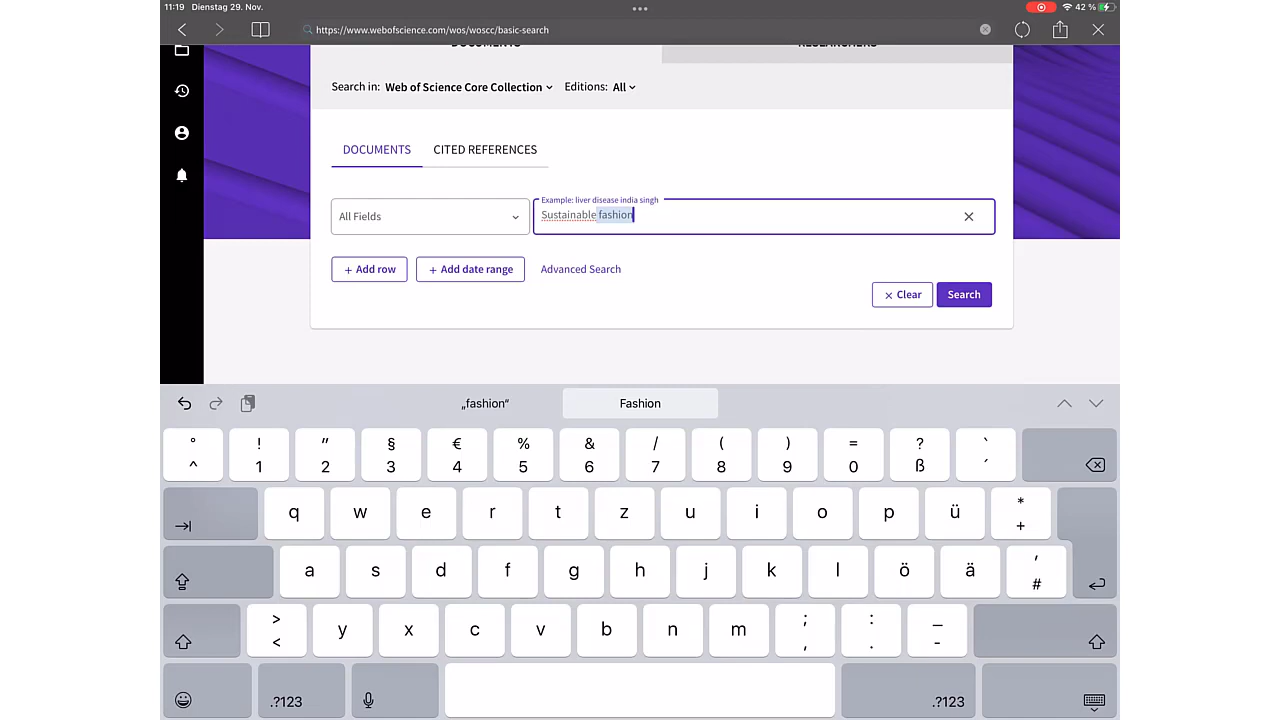 11:19 Dienstag 29. Nov.
42 %
https://www.webofscience.com/wos/woscc/basic-search
DOCUMENTS
RESEARCHERS
Search in: Web of Science Core Collection Editions: All
DOCUMENTS CITED REFERENCES
Example: liver disease india singh
All Fields
Sustainable fashion
+ Add row
+ Add date range
Advanced Search
× Clear
Search
„fashion“
Fashion
° ! " § € % & / ( ) = ? `
^ 1 2 3 4 5 6 7 8 9 0 ß ´
q w e r t z u i o p ü * +
a s d f g h j k l ö ä ' #
> < y x c v b n m ; , : . _ -
.?123
.?123